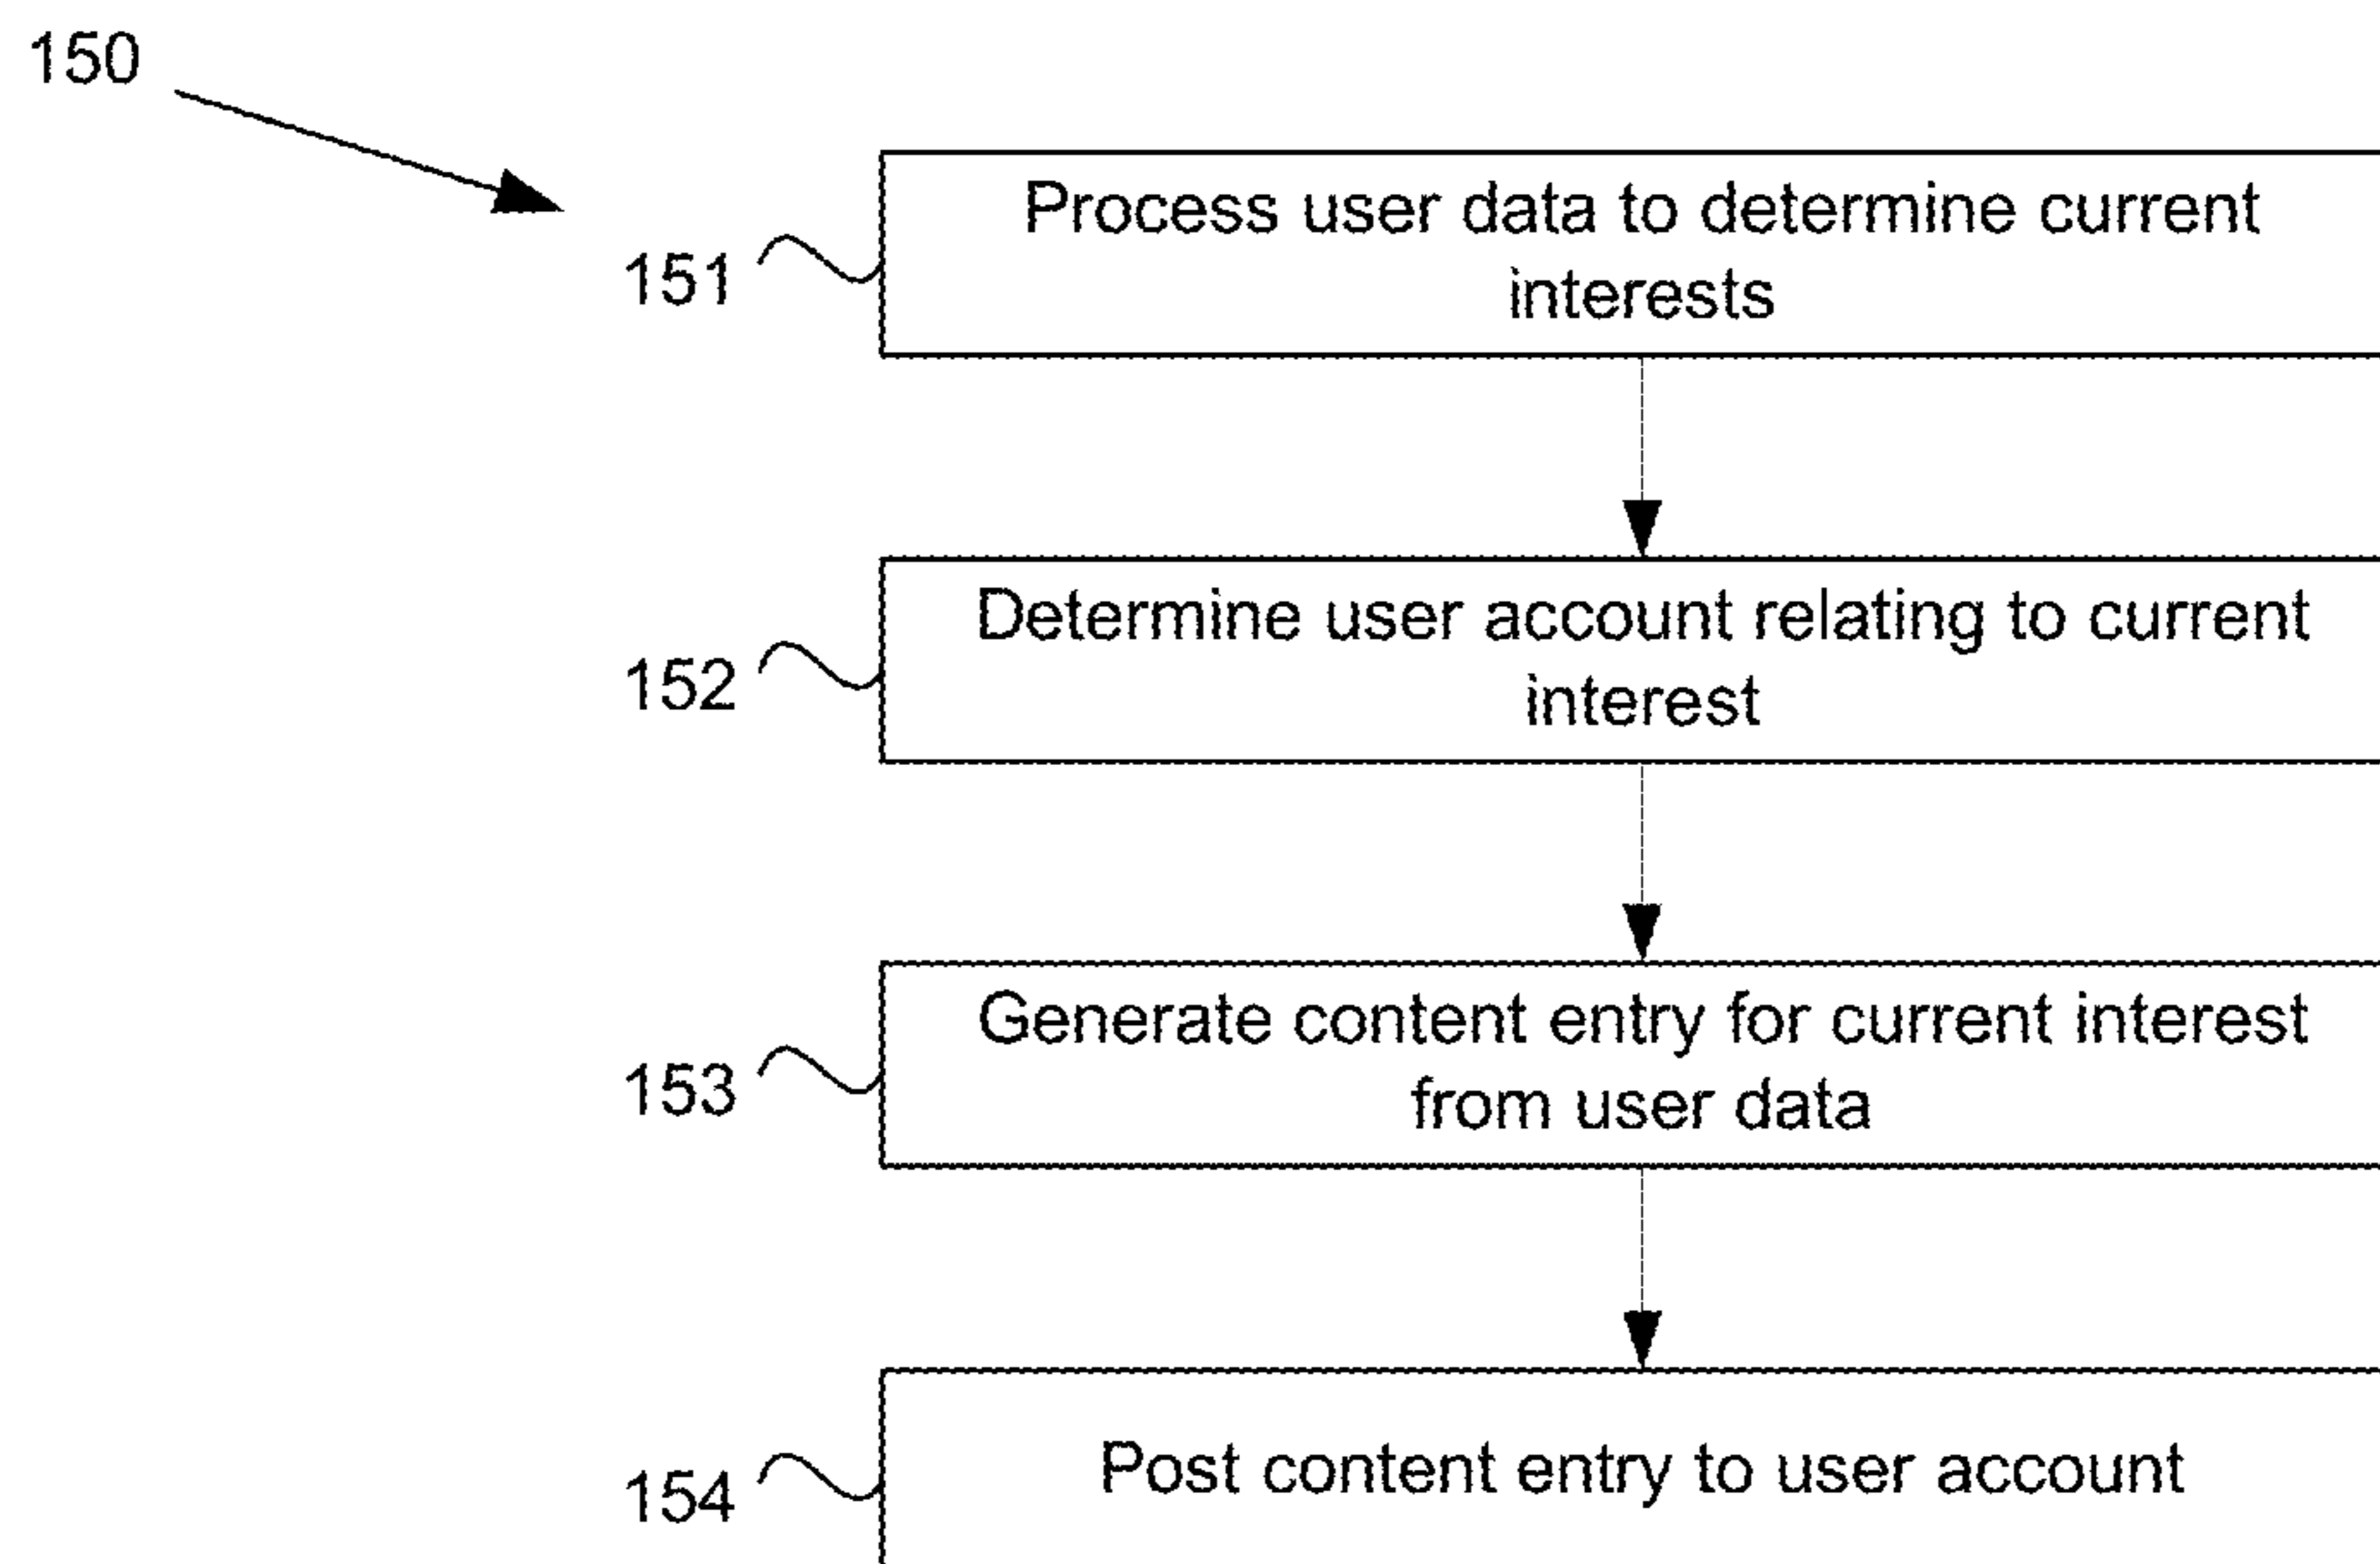 150
151
Process user data to determine current
interests
152
Determine user account relating to current
interest
153
Generate content entry for current interest
from user data
154
Post content entry to user account